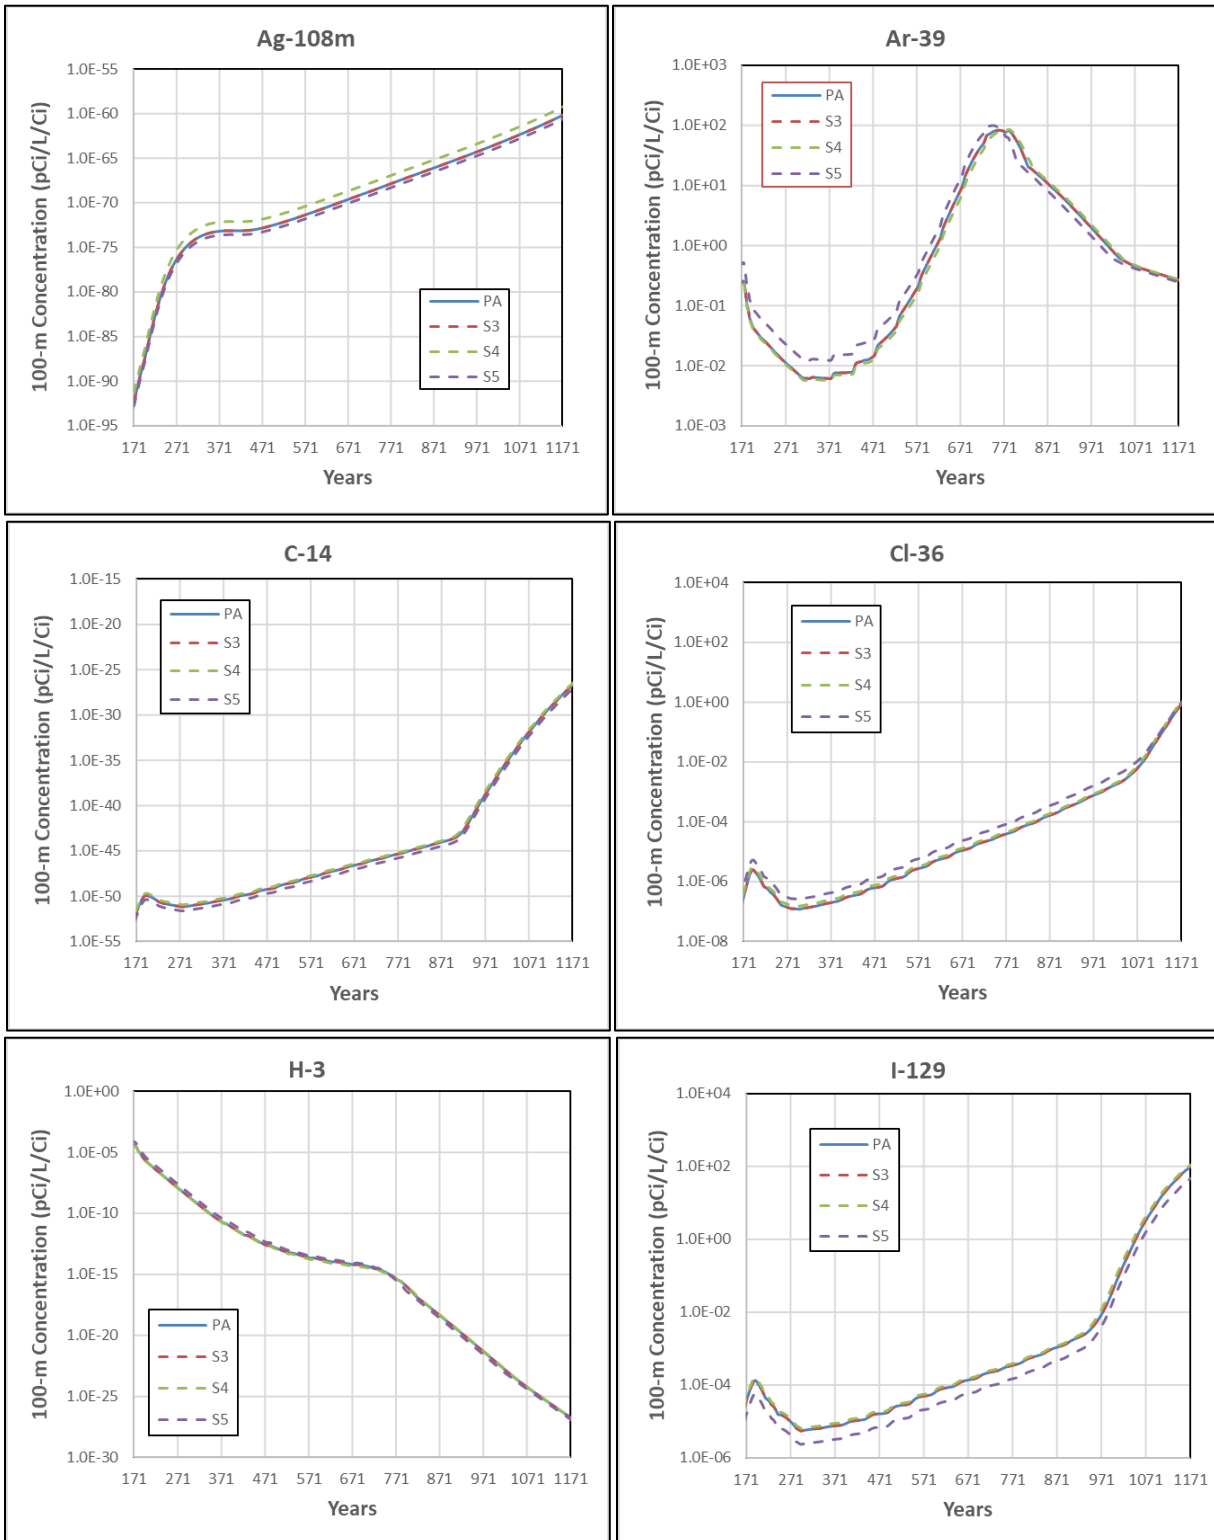 Ag-108m
100-m Concentration (pCi/L/Ci)
1.0E-55
1.0E-60
1.0E-65
1.0E-70
1.0E-75
1.0E-80
1.0E-85
1.0E-90
1.0E-95
PA
S3
S4
S5
171 271 371 471 571 671 771 871 971 1071 1171
Years
Ar-39
100-m Concentration (pCi/L/Ci)
1.0E+03
1.0E+02
1.0E+01
1.0E+00
1.0E-01
1.0E-02
1.0E-03
PA
S3
S4
S5
171 271 371 471 571 671 771 871 971 1071 1171
Years
C-14
100-m Concentration (pCi/L/Ci)
1.0E-15
1.0E-20
1.0E-25
1.0E-30
1.0E-35
1.0E-40
1.0E-45
1.0E-50
1.0E-55
PA
S3
S4
S5
171 271 371 471 571 671 771 871 971 1071 1171
Years
Cl-36
100-m Concentration (pCi/L/Ci)
1.0E+04
1.0E+02
1.0E+00
1.0E-02
1.0E-04
1.0E-06
1.0E-08
PA
S3
S4
S5
171 271 371 471 571 671 771 871 971 1071 1171
Years
H-3
100-m Concentration (pCi/L/Ci)
1.0E+00
1.0E-05
1.0E-10
1.0E-15
1.0E-20
1.0E-25
1.0E-30
PA
S3
S4
S5
171 271 371 471 571 671 771 871 971 1071 1171
Years
I-129
100-m Concentration (pCi/L/Ci)
1.0E+04
1.0E+02
1.0E+00
1.0E-02
1.0E-04
1.0E-06
PA
S3
S4
S5
171 271 371 471 571 671 771 871 971 1071 1171
Years